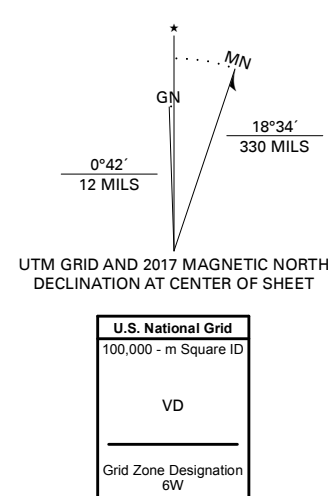 ★
MN
GN
18°34´
330 MILS
0°42´
12 MILS
UTM GRID AND 2017 MAGNETIC NORTH
DECLINATION AT CENTER OF SHEET
U.S. National Grid
100,000 - m Square ID
VD
Grid Zone Designation
6W